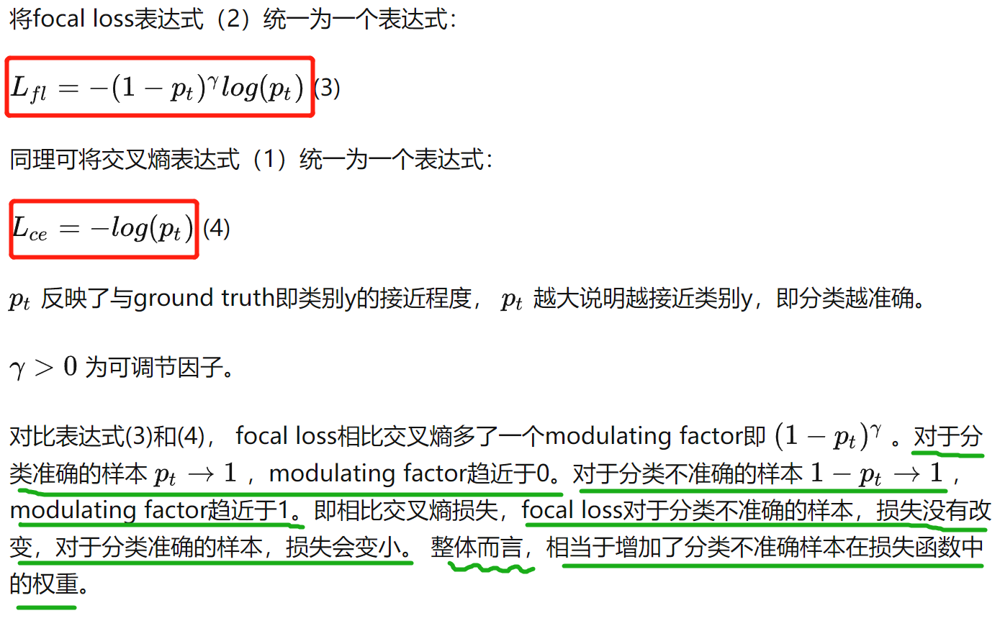 将focal loss表达式（2）统一为一个表达式：
L_{fl} = −(1 − p_t)^γ log(p_t) (3)
同理可将交叉熵表达式（1）统一为一个表达式：
L_{ce} = −log(p_t) (4)
p_t 反映了与ground truth即类别y的接近程度， p_t 越大说明越接近类别y，即分类越准确。
γ > 0 为可调节因子。
对比表达式(3)和(4)， focal loss相比交叉熵多了一个modulating factor即 (1 − p_t)^γ 。对于分
类准确的样本 p_t → 1 ，modulating factor趋近于0。对于分类不准确的样本 1 − p_t → 1 ，
modulating factor趋近于1。即相比交叉熵损失，focal loss对于分类不准确的样本，损失没有改
变，对于分类准确的样本，损失会变小。 整体而言，相当于增加了分类不准确样本在损失函数中
的权重。